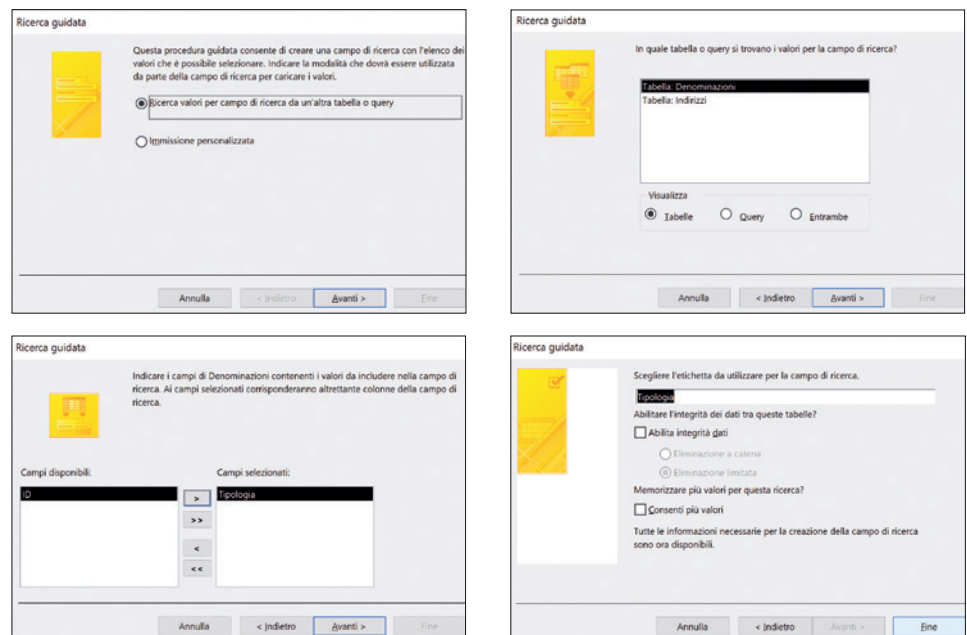 Ricerca guidata
Questa procedura guidata consente di creare una campo di ricerca con l'elenco dei
valori che è possibile selezionare. Indicare la modalità che dovrà essere utilizzata
da parte della campo di ricerca per caricare i valori.
Ricerca valori per campo di ricerca da un'altra tabella o query
Immissione personalizzata
Annulla
< Indietro
Avanti >
Fine
Ricerca guidata
In quale tabella o query si trovano i valori per la campo di ricerca?
Tabella: Denominazioni
Tabella: Indirizzi
Visualizza
Tabelle
Query
Entrambe
Annulla
< Indietro
Avanti >
Fine
Ricerca guidata
Indicare i campi di Denominazioni contenenti i valori da includere nella campo di
ricerca. Ai campi selezionati corrisponderanno altrettante colonne della campo di
ricerca.
Campi disponibili:
Campi selezionati:
ID
Tipologia
>
>>
<
<<
Annulla
< Indietro
Avanti >
Fine
Ricerca guidata
Scegliere l'etichetta da utilizzare per la campo di ricerca.
Tipologia
Abilitare l'integrità dei dati tra queste tabelle?
Abilita integrità dati
Eliminazione a catena
Eliminazione limitata
Memorizzare più valori per questa ricerca?
Consenti più valori
Tutte le informazioni necessarie per la creazione della campo di ricerca
sono ora disponibili.
Annulla
< Indietro
Avanti >
Fine